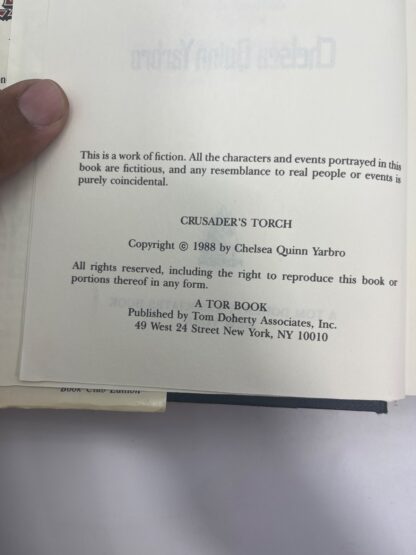 This is a work of fiction. All the characters and events portrayed in this
book are fictitious, and any resemblance to real people or events is
purely coincidental.
CRUSADER'S TORCH
Copyright © 1988 by Chelsea Quinn Yarbro
All rights reserved, including the right to reproduce this book or
portions thereof in any form.
A TOR BOOK
Published by Tom Doherty Associates, Inc.
49 West 24 Street New York, NY 10010
Book Club Edition